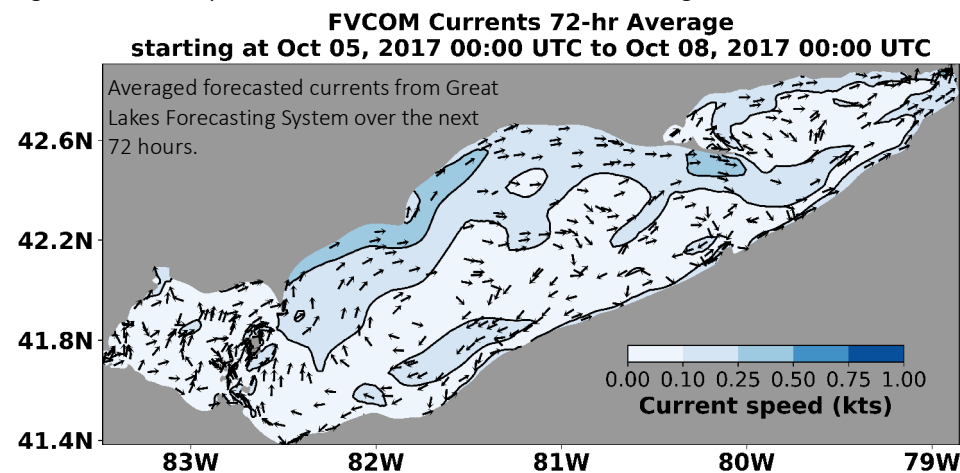 FVCOM Currents 72-hr Average
starting at Oct 05, 2017 00:00 UTC to Oct 08, 2017 00:00 UTC
Averaged forecasted currents from Great
Lakes Forecasting System over the next
72 hours.
42.6N
42.2N
41.8N
41.4N
0.00 0.10 0.25 0.50 0.75 1.00
Current speed (kts)
83W 82W 81W 80W 79W